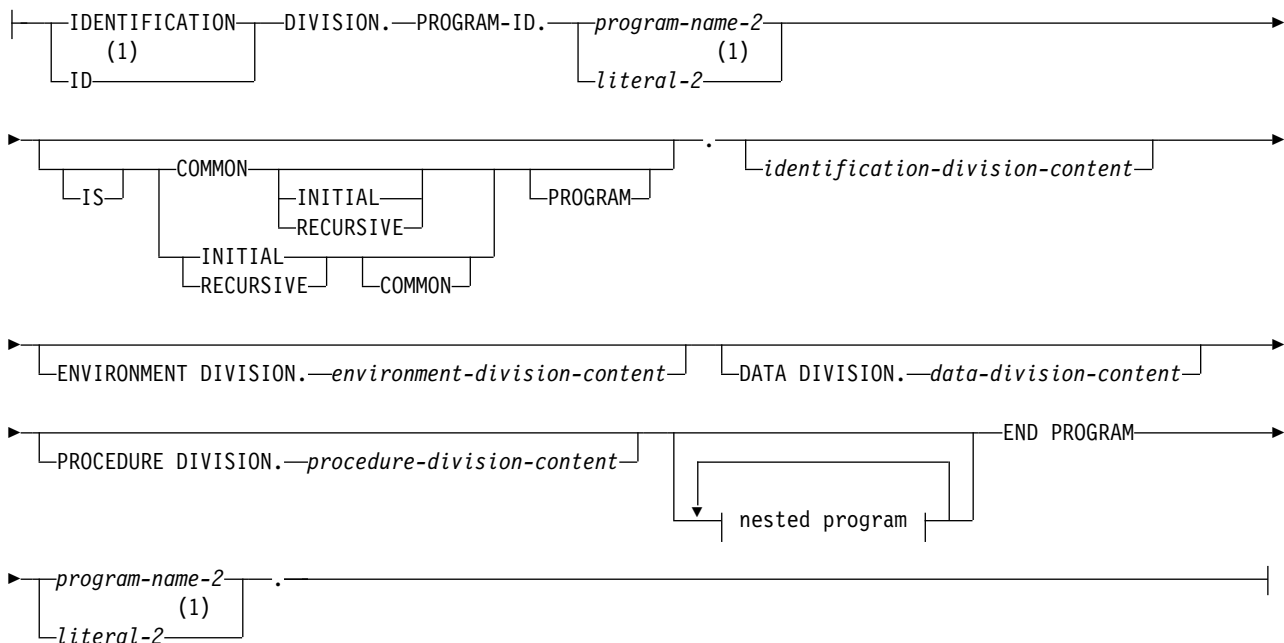 IDENTIFICATION DIVISION. PROGRAM-ID. program-name-2
(1) (1)
ID literal-2
COMMON . identification-division-content
IS INITIAL PROGRAM
RECURSIVE
INITIAL
RECURSIVE COMMON
ENVIRONMENT DIVISION. environment-division-content DATA DIVISION. data-division-content
END PROGRAM
PROCEDURE DIVISION. procedure-division-content
nested program
program-name-2 .
(1)
literal-2